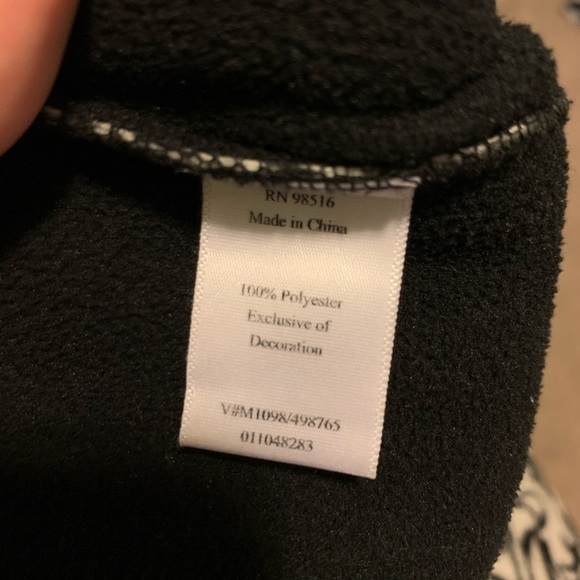 RN 98516
Made in China
100% Polyester
Exclusive of
Decoration
V#M1098/498765
011048283